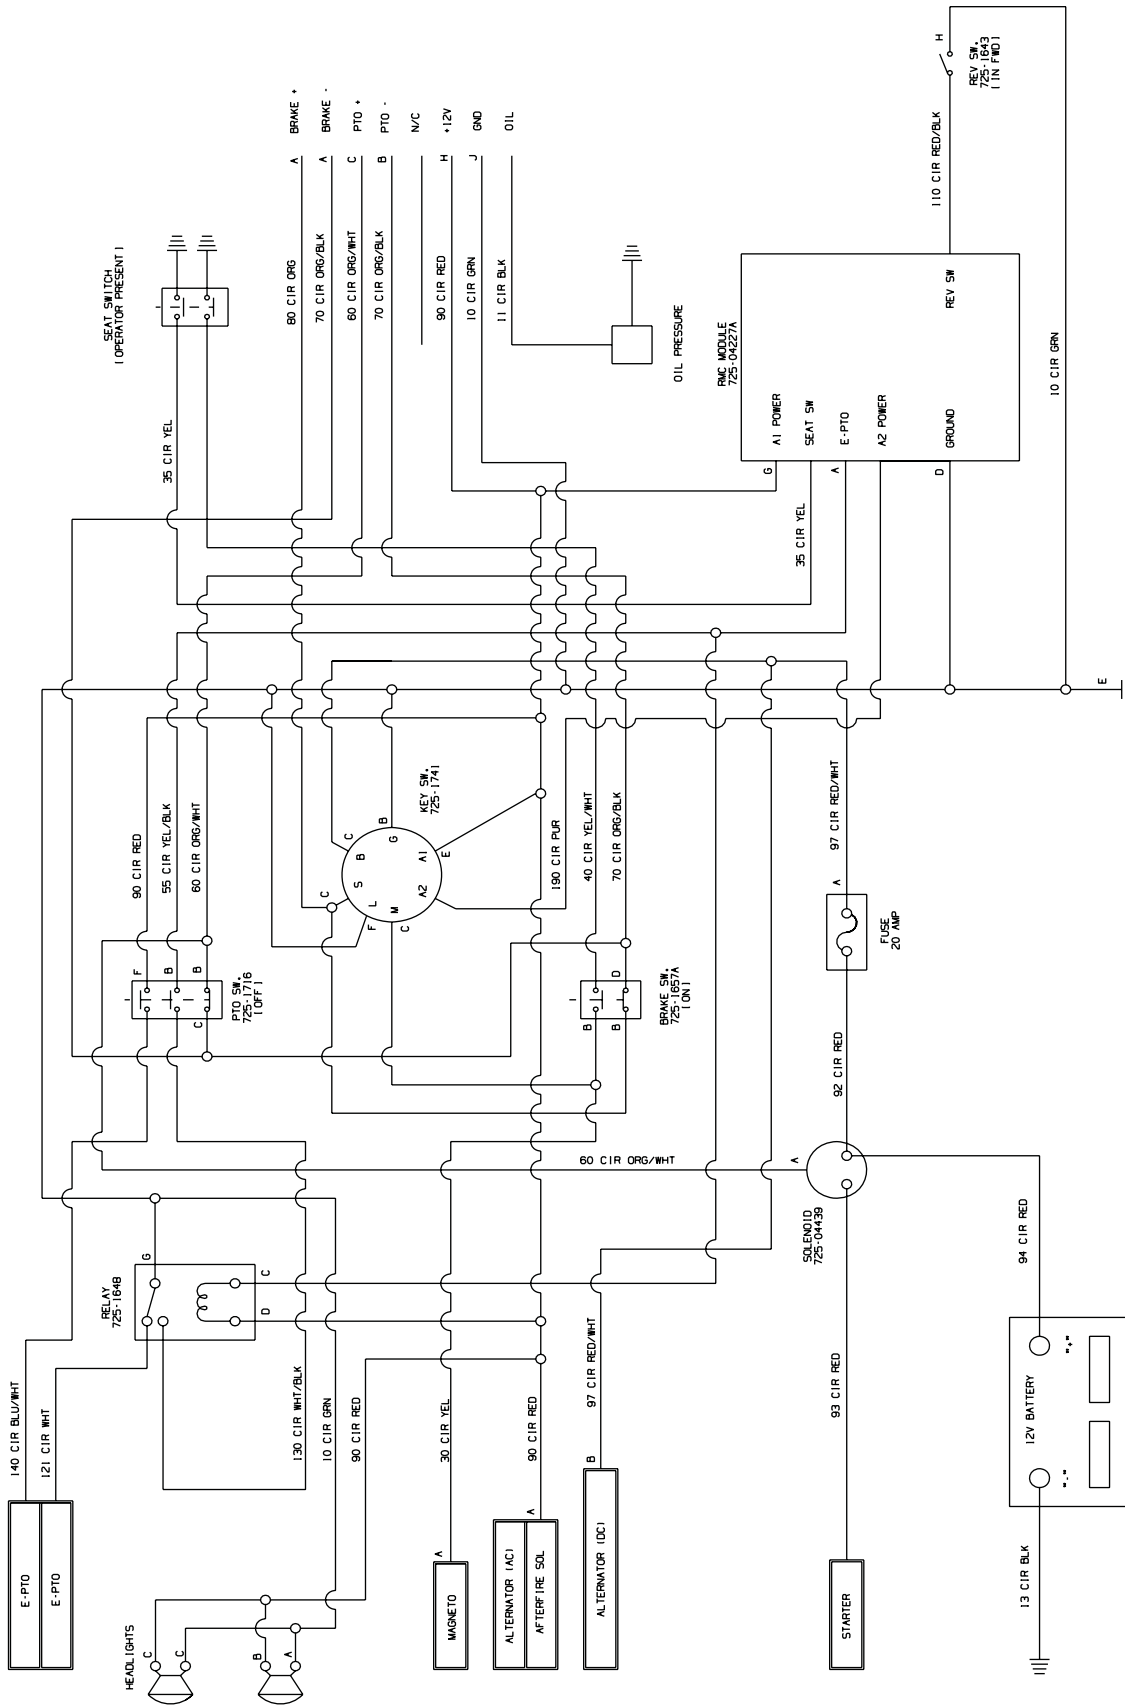 HEADLIGHTS
C
C
B
A
E-PTO
E-PTO
140 CIR BLU/WHT
121 CIR WHT
RELAY
725-1648
G
D
C
130 CIR WHT/BLK
10 CIR GRN
90 CIR RED
MAGNETO
A
30 CIR YEL
ALTERNATOR (AC)
AFTERFIRE SOL
A
90 CIR RED
ALTERNATOR (DC)
B
97 CIR RED/WHT
STARTER
93 CIR RED
13 CIR BLK
12V BATTERY
"-"
"+"
94 CIR RED
SOLENOID
725-04439
A
60 CIR ORG/WHT
92 CIR RED
FUSE
20 AMP
A
97 CIR RED/WHT
PTO SW.
725-1716
(OFF)
F
B
B
C
90 CIR RED
55 CIR YEL/BLK
60 CIR ORG/WHT
KEY SW.
725-1741
C
C
B
F
C
E
S
B
G
L
M
A2
A1
190 CIR PUR
40 CIR YEL/WHT
70 CIR ORG/BLK
BRAKE SW.
725-1657A
(ON)
B
B
D
SEAT SWITCH
(OPERATOR PRESENT)
35 CIR YEL
80 CIR ORG
70 CIR ORG/BLK
60 CIR ORG/WHT
70 CIR ORG/BLK
90 CIR RED
10 CIR GRN
11 CIR BLK
A
BRAKE +
A
BRAKE -
C
PTO +
B
PTO -
N/C
H
+12V
J
GND
OIL
OIL PRESSURE
RMC MODULE
725-04227A
A1 POWER
SEAT SW
E-PTO
A2 POWER
GROUND
REV SW
G
A
D
35 CIR YEL
110 CIR RED/BLK
H
REV SW.
725-1643
(IN FWD)
10 CIR GRN
E